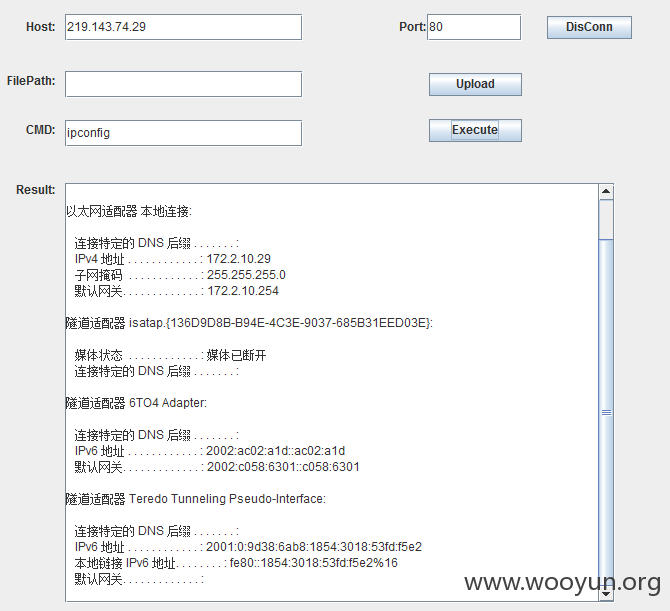 Host: 219.143.74.29 Port: 80 DisConn
FilePath: Upload
CMD: ipconfig Execute
Result:
以太网适配器 本地连接:
连接特定的 DNS 后缀 . . . . . . . :
IPv4 地址 . . . . . . . . . . . . : 172.2.10.29
子网掩码 . . . . . . . . . . . . : 255.255.255.0
默认网关. . . . . . . . . . . . . : 172.2.10.254
隧道适配器 isatap.{136D9D8B-B94E-4C3E-9037-685B31EED03E}:
媒体状态 . . . . . . . . . . . . : 媒体已断开
连接特定的 DNS 后缀 . . . . . . . :
隧道适配器 6TO4 Adapter:
连接特定的 DNS 后缀 . . . . . . . :
IPv6 地址 . . . . . . . . . . . . : 2002:ac02:a1d::ac02:a1d
默认网关. . . . . . . . . . . . . : 2002:c058:6301::c058:6301
隧道适配器 Teredo Tunneling Pseudo-Interface:
连接特定的 DNS 后缀 . . . . . . . :
IPv6 地址 . . . . . . . . . . . . : 2001:0:9d38:6ab8:1854:3018:53fd:f5e2
本地链接 IPv6 地址. . . . . . . . : fe80::1854:3018:53fd:f5e2%16
默认网关. . . . . . . . . . . . . :
www.wooyun.org